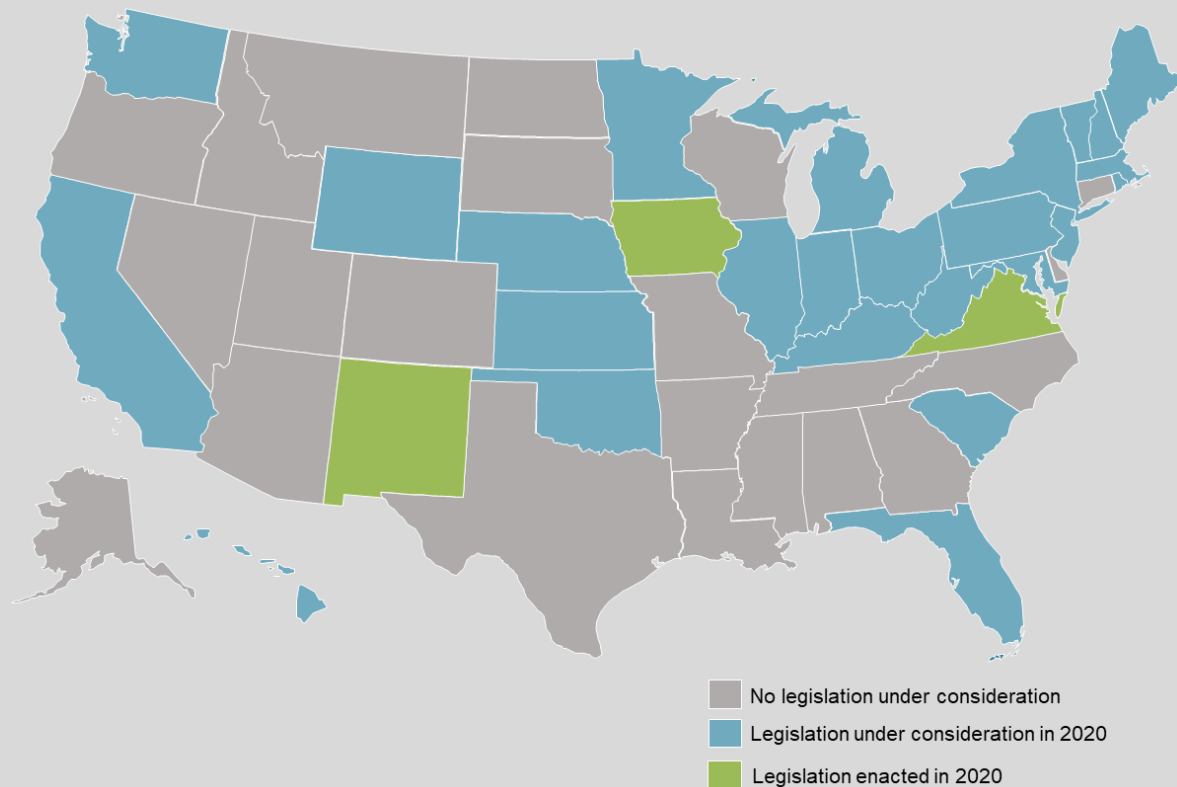 No legislation under consideration
Legislation under consideration in 2020
Legislation enacted in 2020